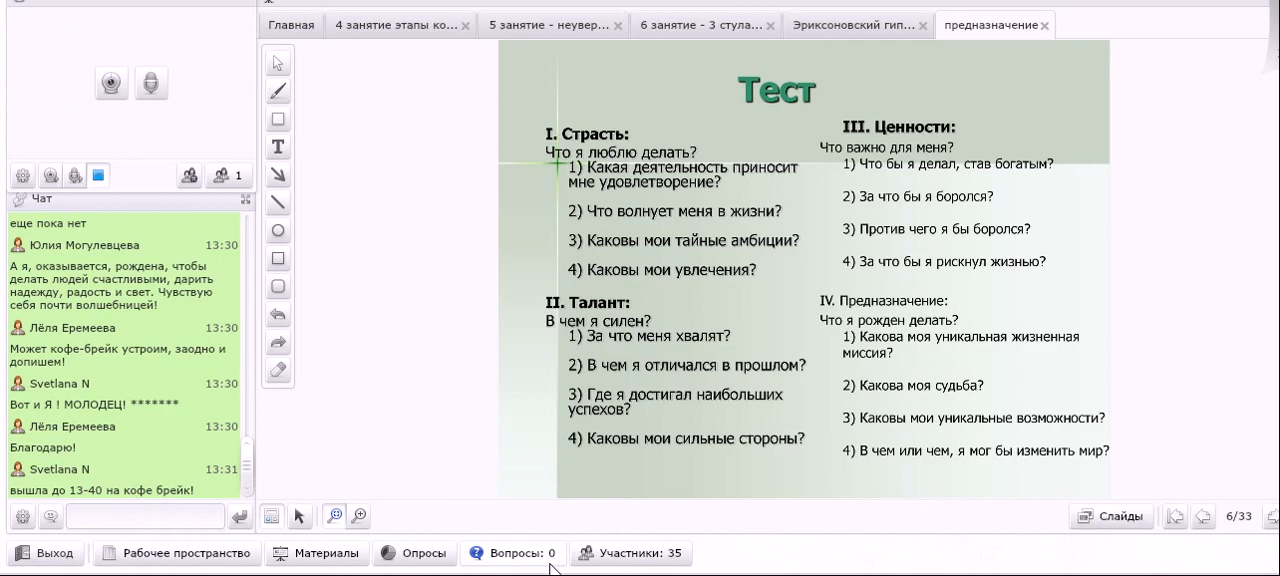 Главная
4 занятие этапы ко...
5 занятие - неувер...
6 занятие - 3 стула...
Эриксоновский гип...
предназначение
1
Чат
еще пока нет
Юлия Могулевцева 13:30
А я, оказывается, рождена, чтобы
делать людей счастливыми, дарить
надежду, радость и свет. Чувствую
себя почти волшебницей!
Лёля Еремеева 13:30
Может кофе-брейк устроим, заодно и
допишем!
Svetlana N 13:30
Вот и Я ! МОЛОДЕЦ! *******
Лёля Еремеева 13:30
Благодарю!
Svetlana N 13:31
вышла до 13-40 на кофе брейк!
T
Тест
I. Страсть:
Что я люблю делать?
1) Какая деятельность приносит
мне удовлетворение?
2) Что волнует меня в жизни?
3) Каковы мои тайные амбиции?
4) Каковы мои увлечения?
II. Талант:
В чем я силен?
1) За что меня хвалят?
2) В чем я отличался в прошлом?
3) Где я достигал наибольших
успехов?
4) Каковы мои сильные стороны?
III. Ценности:
Что важно для меня?
1) Что бы я делал, став богатым?
2) За что бы я боролся?
3) Против чего я бы боролся?
4) За что бы я рискнул жизнью?
IV. Предназначение:
Что я рожден делать?
1) Какова моя уникальная жизненная
миссия?
2) Какова моя судьба?
3) Каковы мои уникальные возможности?
4) В чем или чем, я мог бы изменить мир?
Слайды
6/33
Выход
Рабочее пространство
Материалы
Опросы
Вопросы: 0
Участники: 35